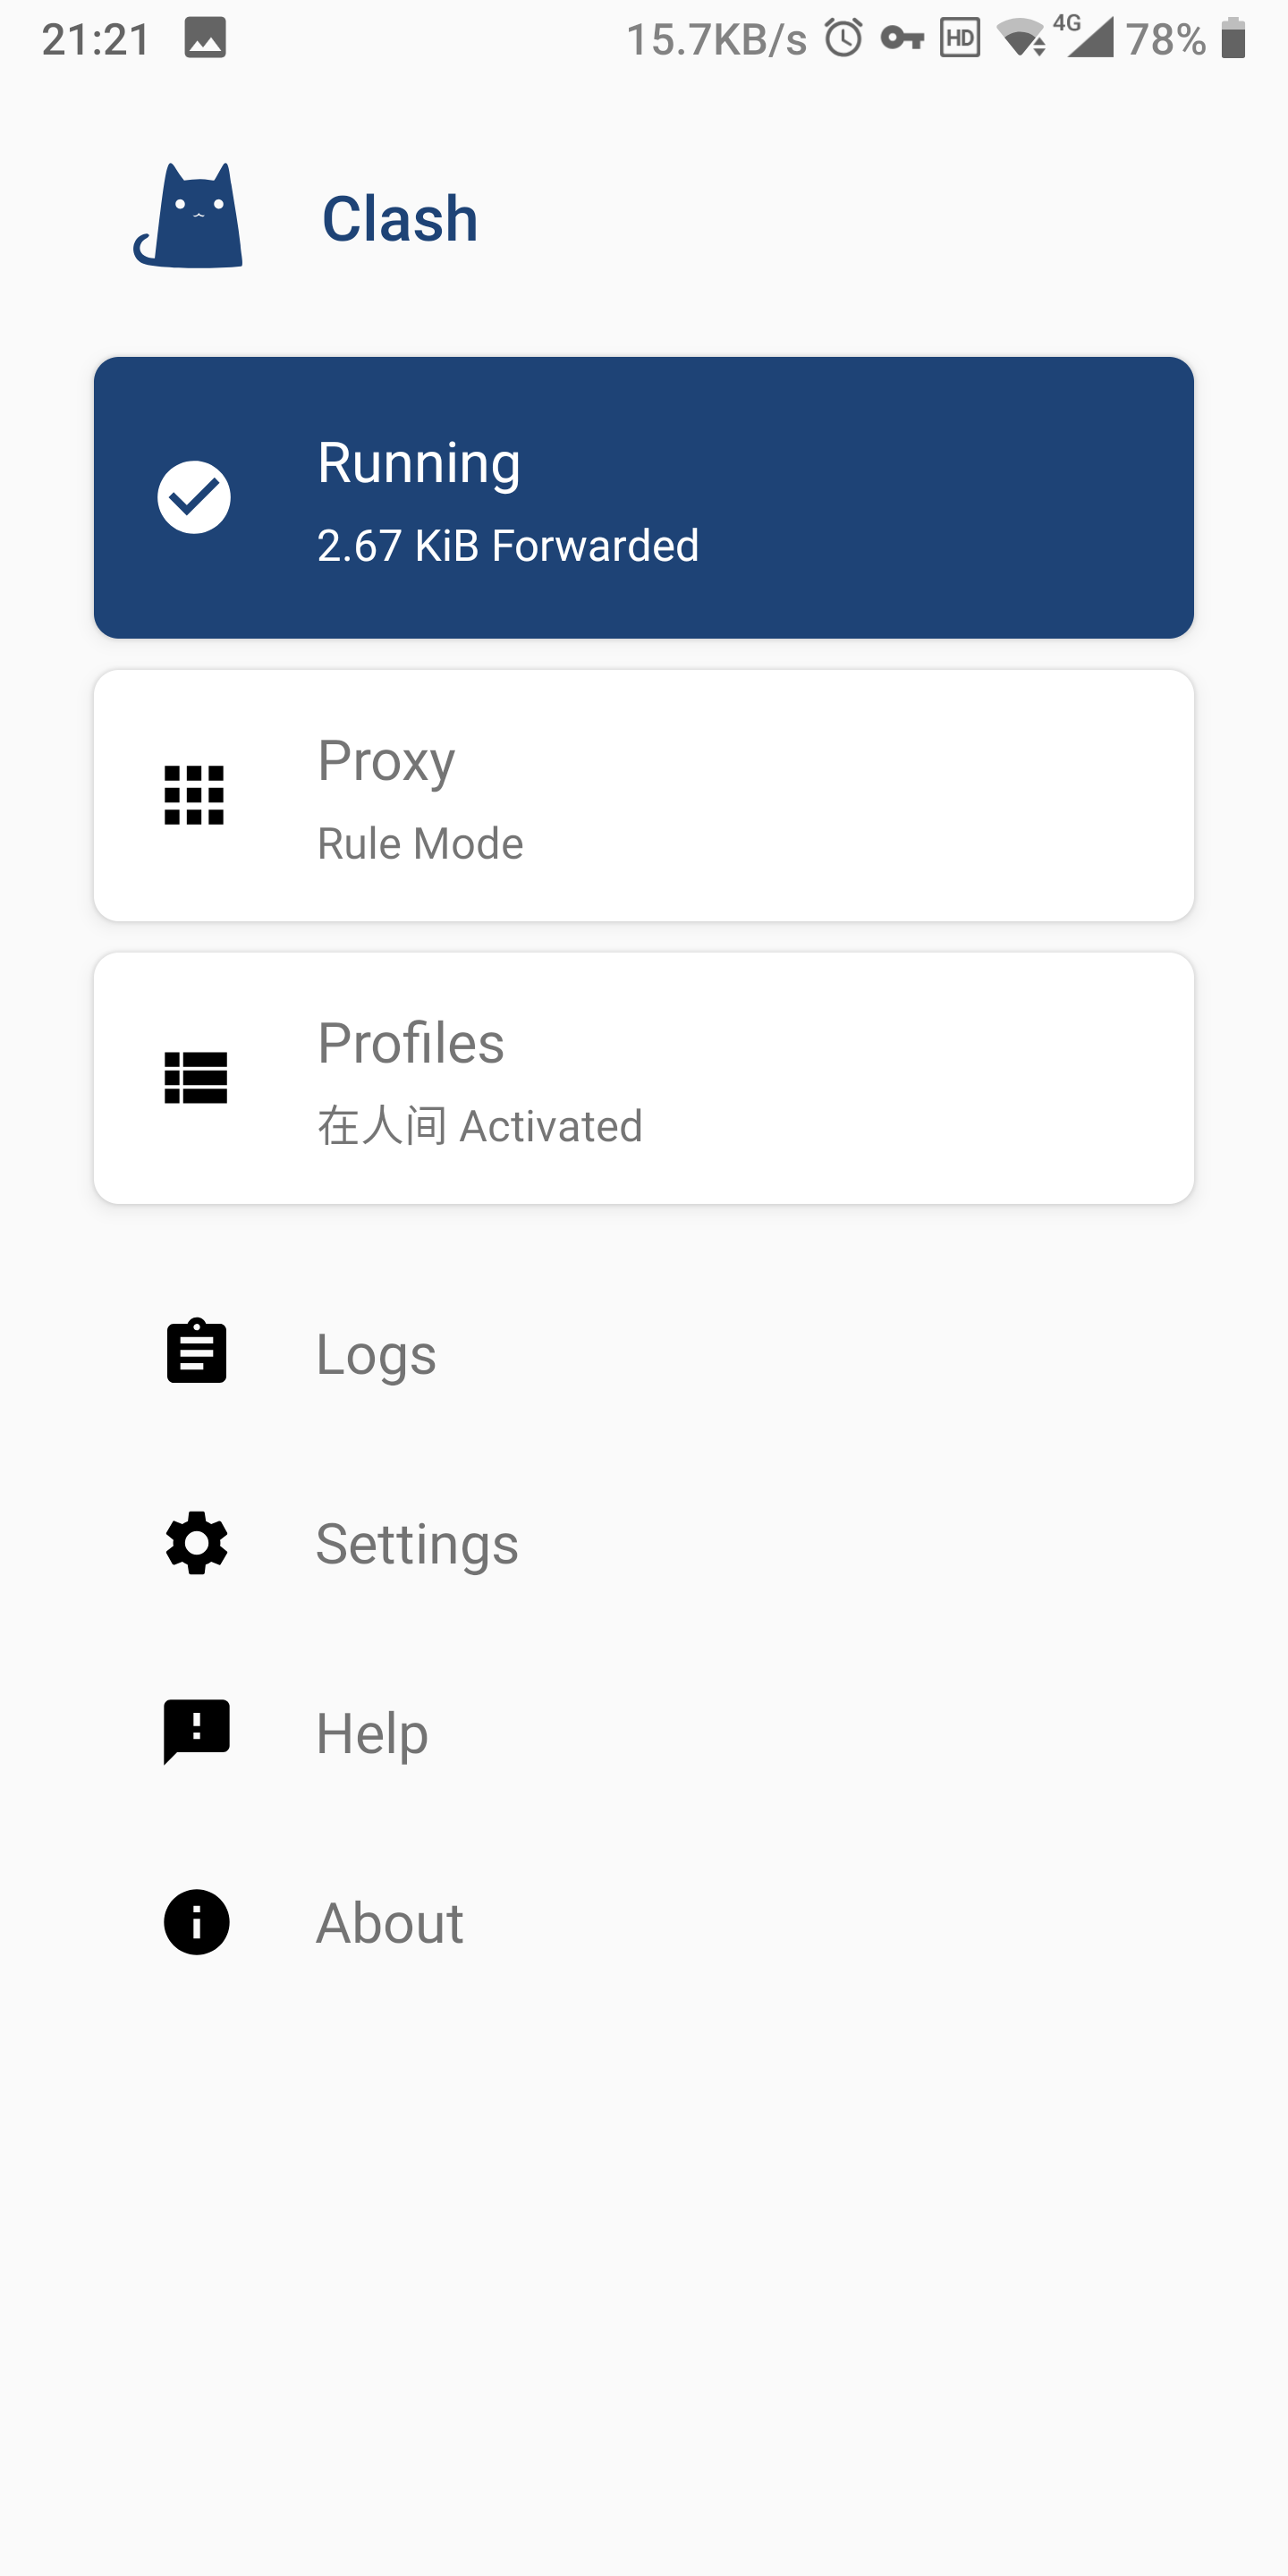 21:21 15.7KB/s HD 4G 78%
Clash
Running
2.67 KiB Forwarded
Proxy
Rule Mode
Profiles
在人间 Activated
Logs
Settings
Help
About